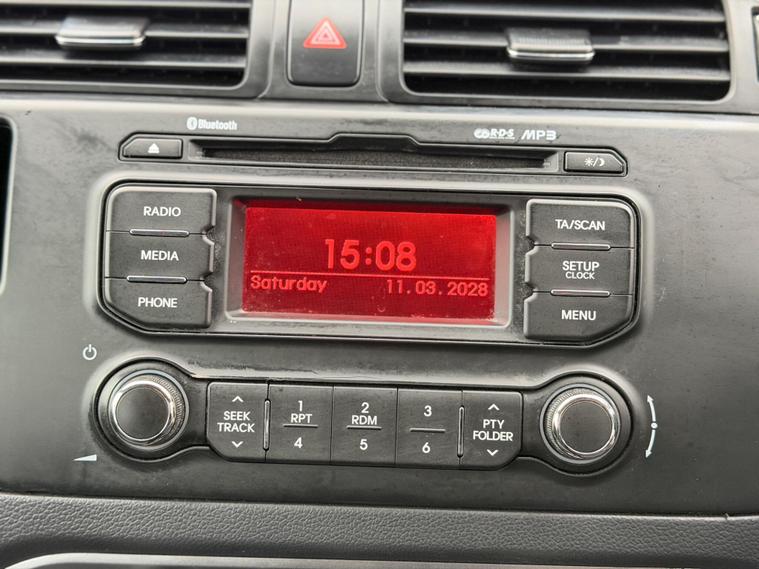 Bluetooth
R·D·S MP3
RADIO
MEDIA
PHONE
15:08
Saturday 11.03.2028
TA/SCAN
SETUP
CLOCK
MENU
SEEK
TRACK
1
RPT
4
2
RDM
5
3
6
PTY
FOLDER